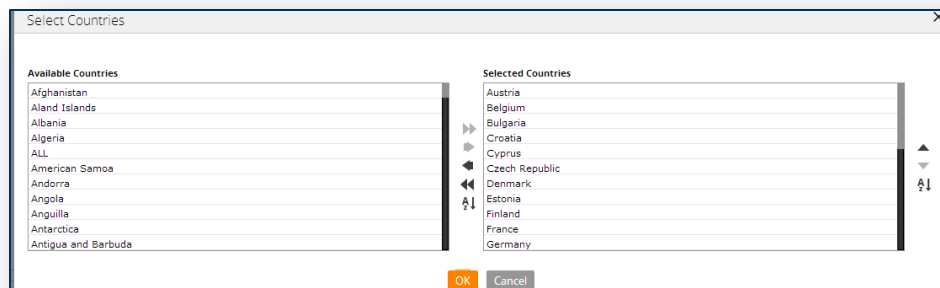 Select Countries
Available Countries
Afghanistan
Aland Islands
Albania
Algeria
ALL
American Samoa
Andorra
Angola
Anguilla
Antarctica
Antigua and Barbuda
Selected Countries
Austria
Belgium
Bulgaria
Croatia
Cyprus
Czech Republic
Denmark
Estonia
Finland
France
Germany
OK
Cancel